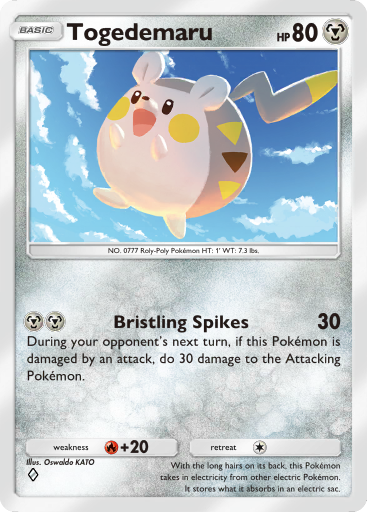 BASIC Togedemaru HP 80
NO. 0777 Roly-Poly Pokémon HT: 1' WT: 7.3 lbs.
Bristling Spikes 30
During your opponent's next turn, if this Pokémon is
damaged by an attack, do 30 damage to the Attacking
Pokémon.
weakness +20 retreat
Illus. Oswaldo KATO
With the long hairs on its back, this Pokémon
takes in electricity from other electric Pokémon.
It stores what it absorbs in an electric sac.